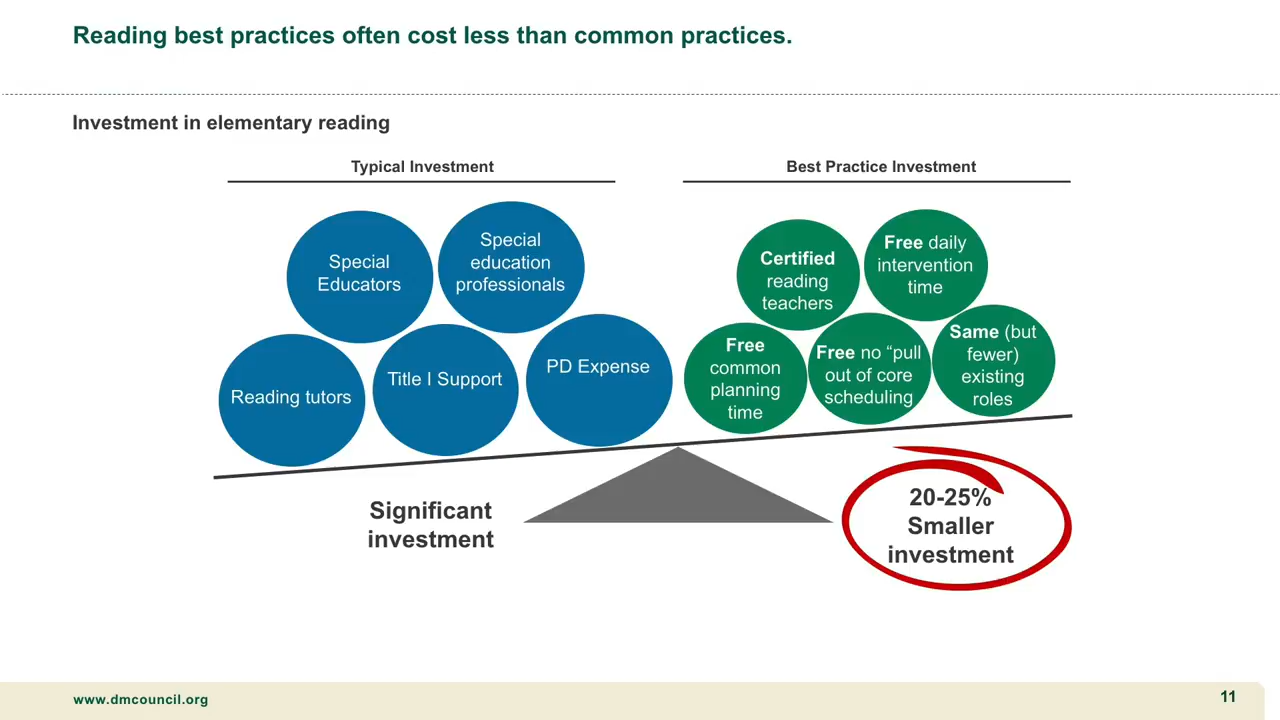 Reading best practices often cost less than common practices.
Investment in elementary reading
Typical Investment
Best Practice Investment
Special
Educators
Special
education
professionals
Reading tutors
Title I Support
PD Expense
Certified
reading
teachers
Free daily
intervention
time
Free
common
planning
time
Free no “pull
out of core
scheduling
Same (but
fewer)
existing
roles
Significant
investment
20-25%
Smaller
investment
www.dmcouncil.org
11